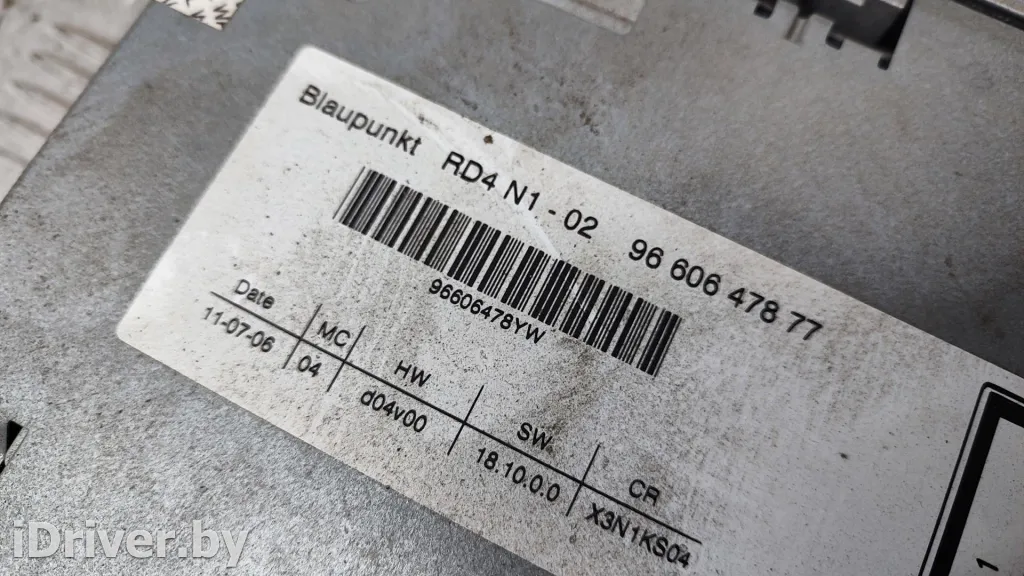 Blaupunkt RD4 N1 - 02 96 606 478 77
96606478YW
Date MC HW SW CR
11-07-06 04 d04v00 18.10.0.0 X3N1KS04
1
iDriver.by